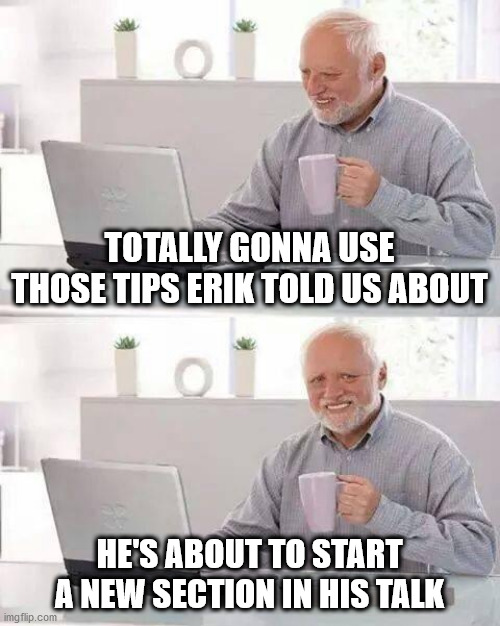 TOTALLY GONNA USE
THOSE TIPS ERIK TOLD US ABOUT
HE'S ABOUT TO START
A NEW SECTION IN HIS TALK
imgflip.com